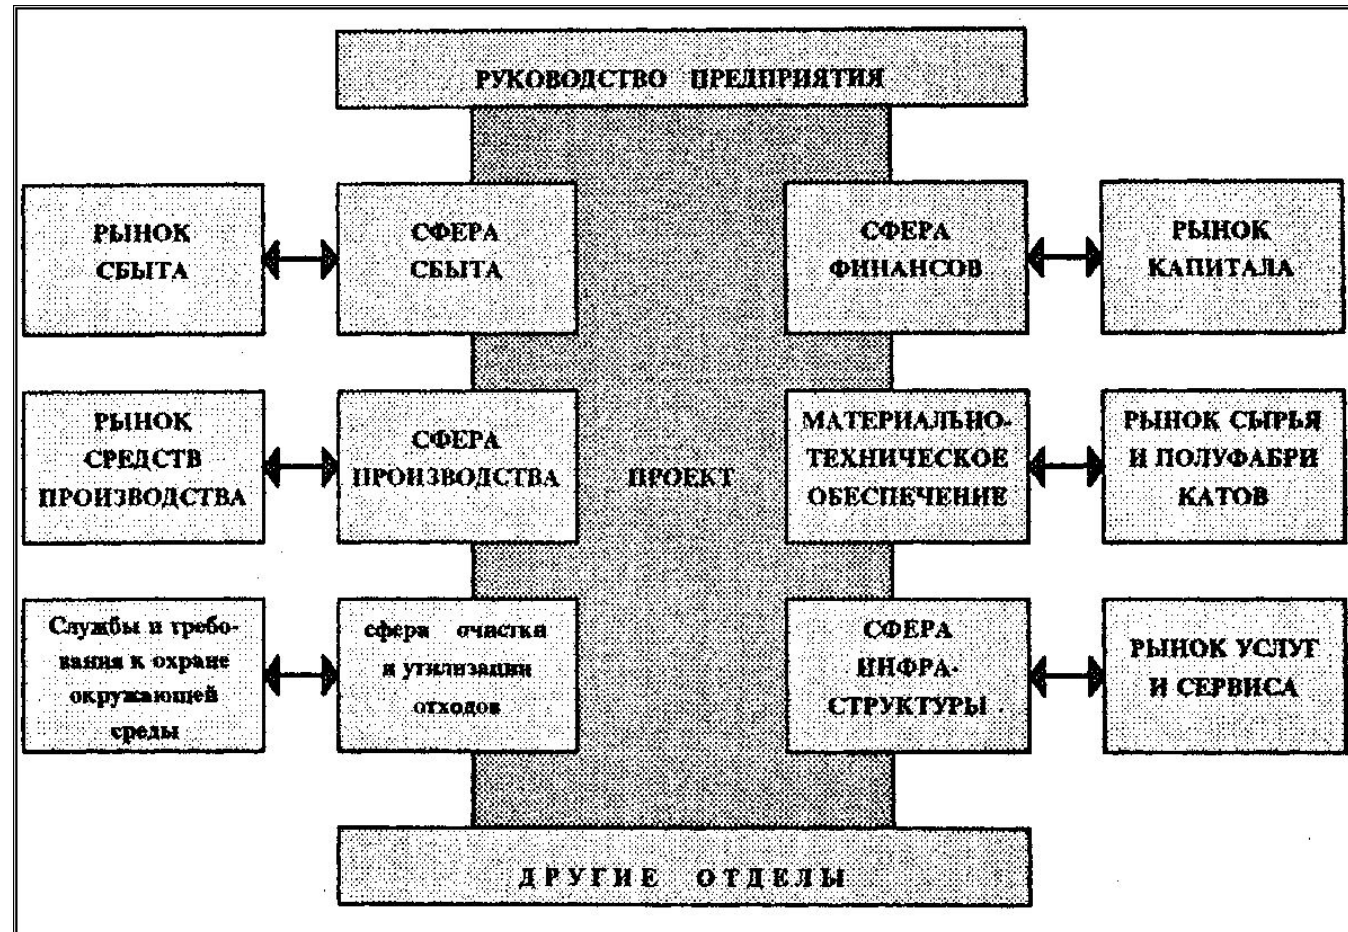 РУКОВОДСТВО ПРЕДПРИЯТИЯ
РЫНОК
СБЫТА
СФЕРА
СБЫТА
СФЕРА
ФИНАНСОВ
РЫНОК
КАПИТАЛА
РЫНОК
СРЕДСТВ
ПРОИЗВОДСТВА
СФЕРА
ПРОИЗВОДСТВА
ПРОЕКТ
МАТЕРИАЛЬНО-
ТЕХНИЧЕСКОЕ
ОБЕСПЕЧЕНИЕ
РЫНОК СЫРЬЯ
И ПОЛУФАБРИ
КАТОВ
Службы и требо-
вания к охране
окружающей
среды
сфера очистки
и утилизации
отходов
СФЕРА
ИНФРА-
СТРУКТУРЫ
РЫНОК УСЛУГ
И СЕРВИСА
ДРУГИЕ ОТДЕЛЫ